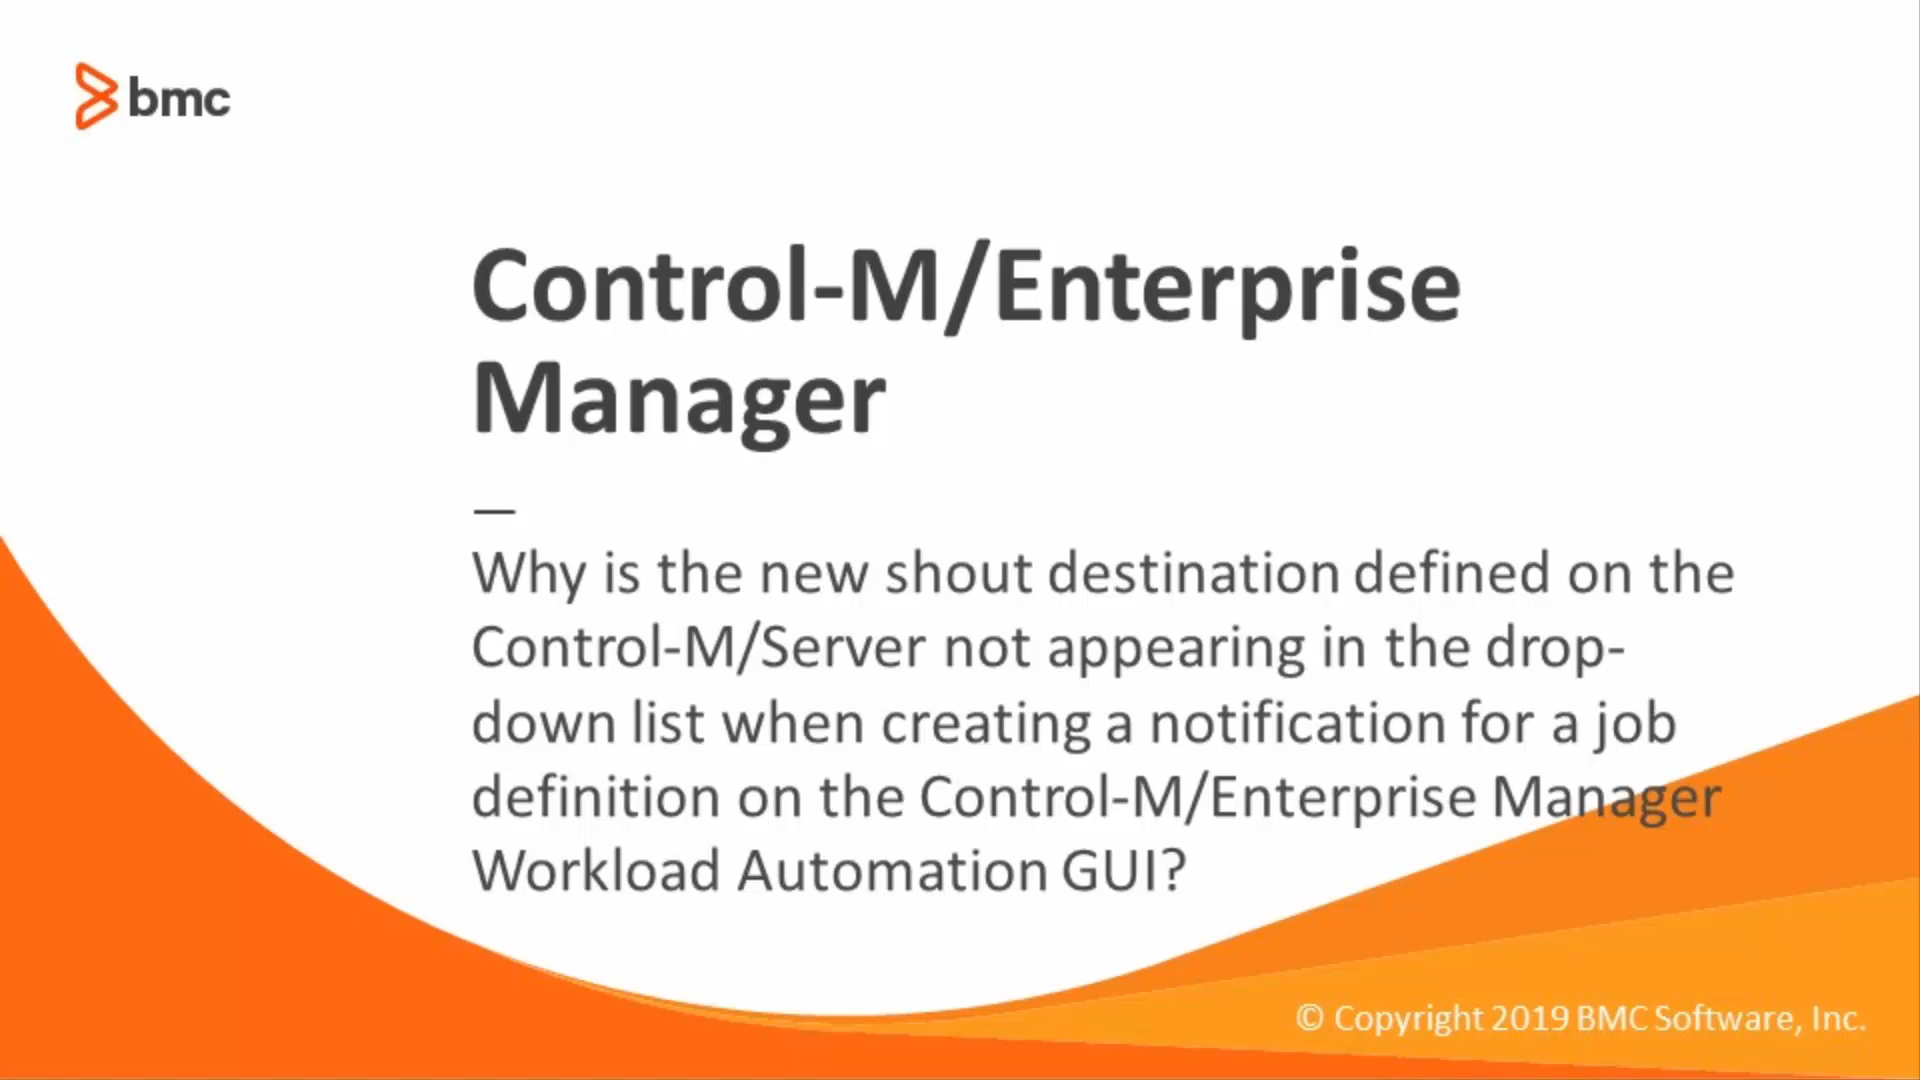 bmc
Control-M/Enterprise
Manager
—
Why is the new shout destination defined on the
Control-M/Server not appearing in the drop-
down list when creating a notification for a job
definition on the Control-M/Enterprise Manager
Workload Automation GUI?
© Copyright 2019 BMC Software, Inc.